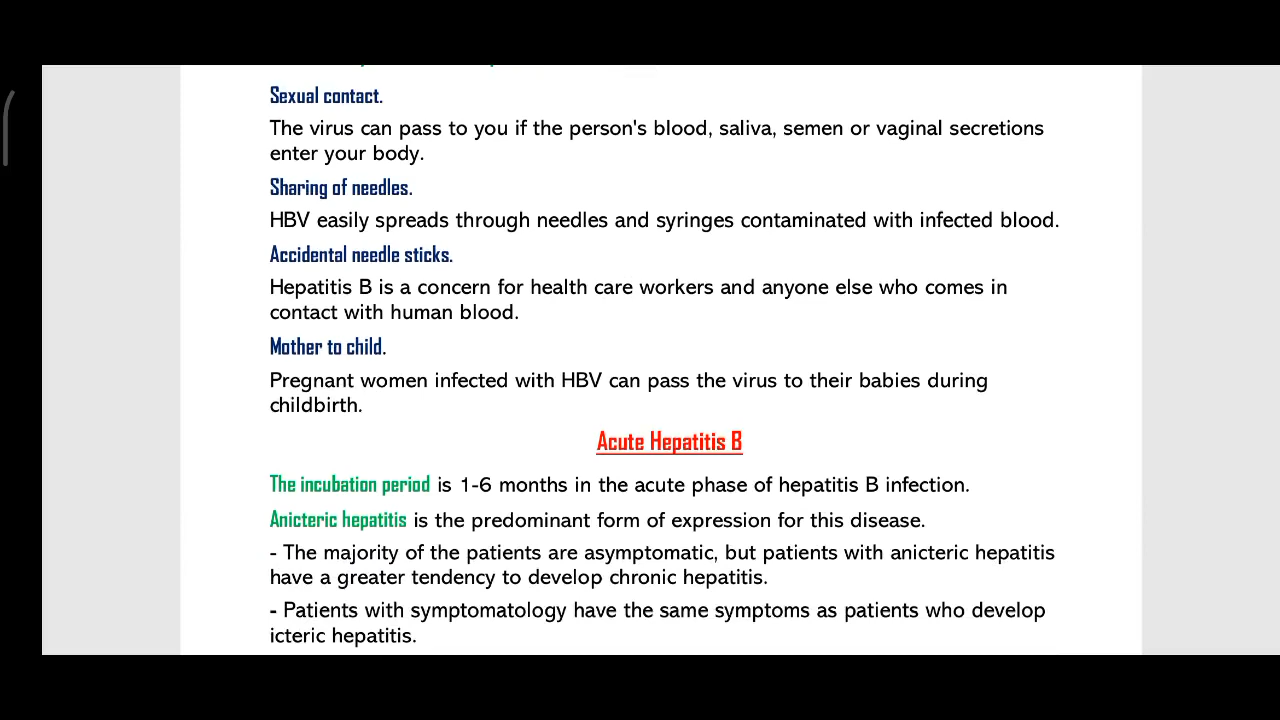 Sexual contact.
The virus can pass to you if the person's blood, saliva, semen or vaginal secretions
enter your body.
Sharing of needles.
HBV easily spreads through needles and syringes contaminated with infected blood.
Accidental needle sticks.
Hepatitis B is a concern for health care workers and anyone else who comes in
contact with human blood.
Mother to child.
Pregnant women infected with HBV can pass the virus to their babies during
childbirth.
Acute Hepatitis B
The incubation period is 1-6 months in the acute phase of hepatitis B infection.
Anicteric hepatitis is the predominant form of expression for this disease.
- The majority of the patients are asymptomatic, but patients with anicteric hepatitis
have a greater tendency to develop chronic hepatitis.
- Patients with symptomatology have the same symptoms as patients who develop
icteric hepatitis.